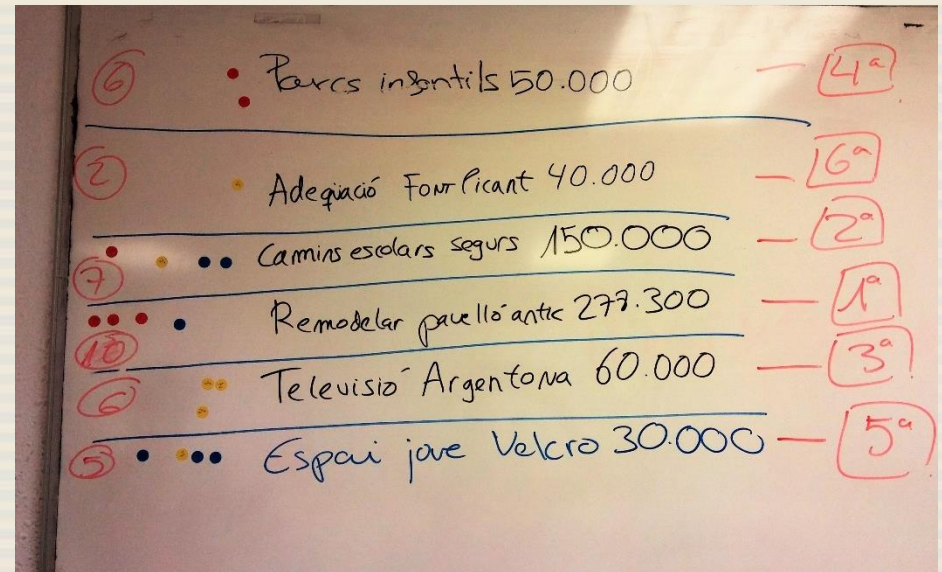 6 Parcs infantils 50.000 — 4ª
2 Adeqiació Font Picant 40.000 — 6ª
7 Camins escolars segurs 150.000 — 2ª
10 Remodelar pavelló antic 277.300 — 1ª
6 Televisió Argentona 60.000 — 3ª
5 Espai jove Velcro 30.000 — 5ª